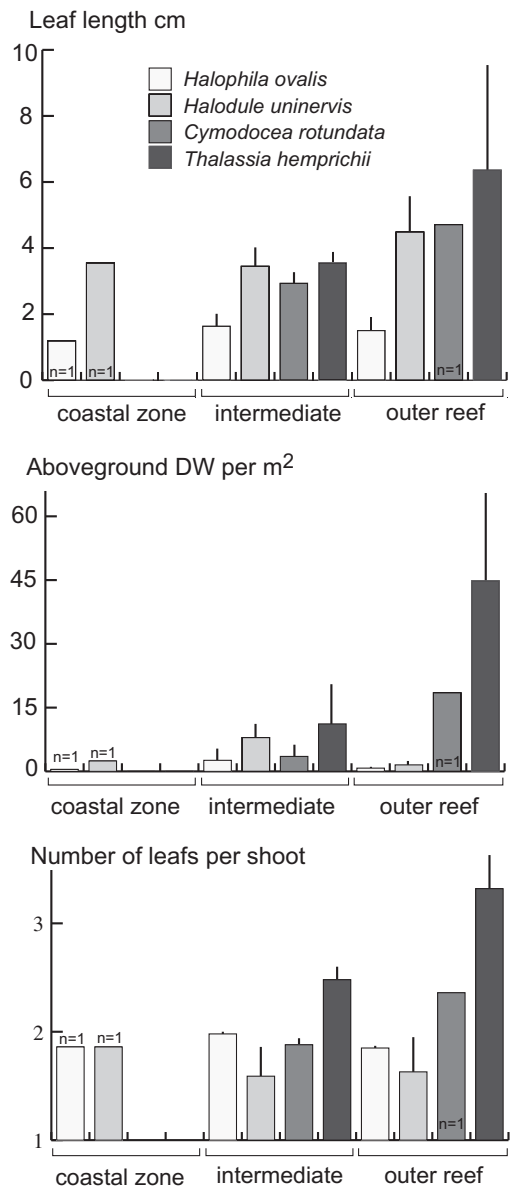 Leaf length cm
10
Halophila ovalis
8
Halodule uninervis
Cymodocea rotundata
Thalassia hemprichii
6
4
2
0
n=1 n=1 n=1
coastal zone intermediate outer reef
Aboveground DW per m2
60
45
30
15
n=1 n=1 n=1
0
coastal zone intermediate outer reef
Number of leafs per shoot
3
2
n=1 n=1
n=1
1
coastal zone intermediate outer reef